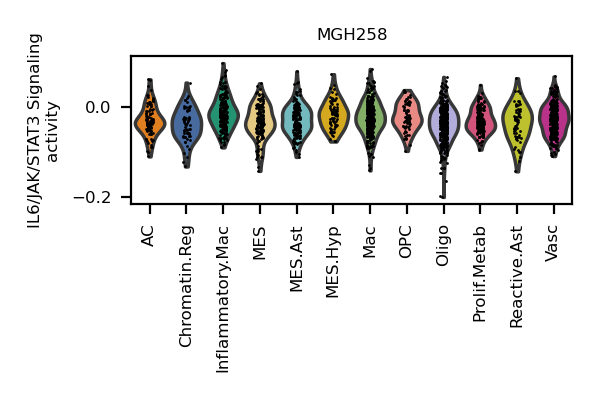 MGH258
IL6/JAK/STAT3 Signaling
activity
0.0
−0.2
AC
Chromatin.Reg
Inflammatory.Mac
MES
MES.Ast
MES.Hyp
Mac
OPC
Oligo
Prolif.Metab
Reactive.Ast
Vasc